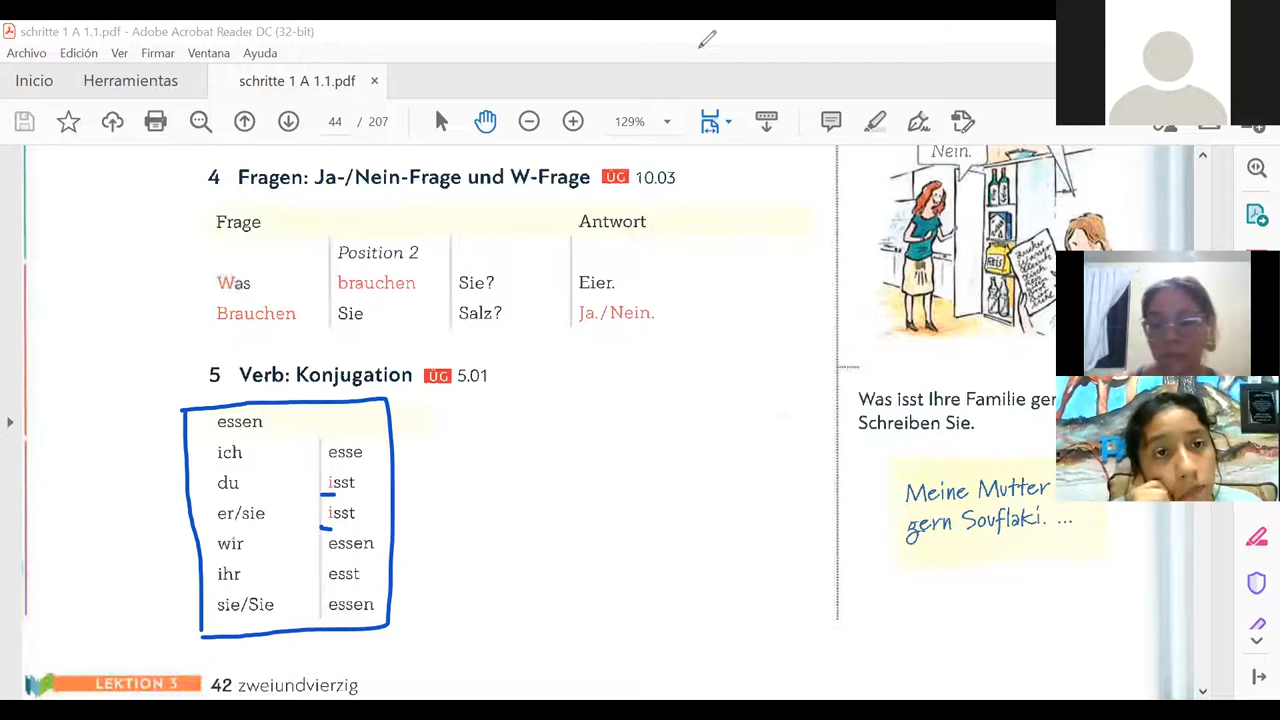 schritte 1 A 1.1.pdf - Adobe Acrobat Reader DC (32-bit)
Archivo Edición Ver Firmar Ventana Ayuda
Inicio Herramientas schritte 1 A 1.1.pdf ×
44 / 207 129%
Nein.
4 Fragen: Ja-/Nein-Frage und W-Frage ÜG 10.03
Frage Antwort
Position 2
Was brauchen Sie? Eier.
Brauchen Sie Salz? Ja./Nein.
5 Verb: Konjugation ÜG 5.01
essen
ich esse
du isst
er/sie isst
wir essen
ihr esst
sie/Sie essen
Was isst Ihre Familie ger
Schreiben Sie.
Meine Mutter
gern Souflaki. ...
LEKTION 3 42 zweiundvierzig